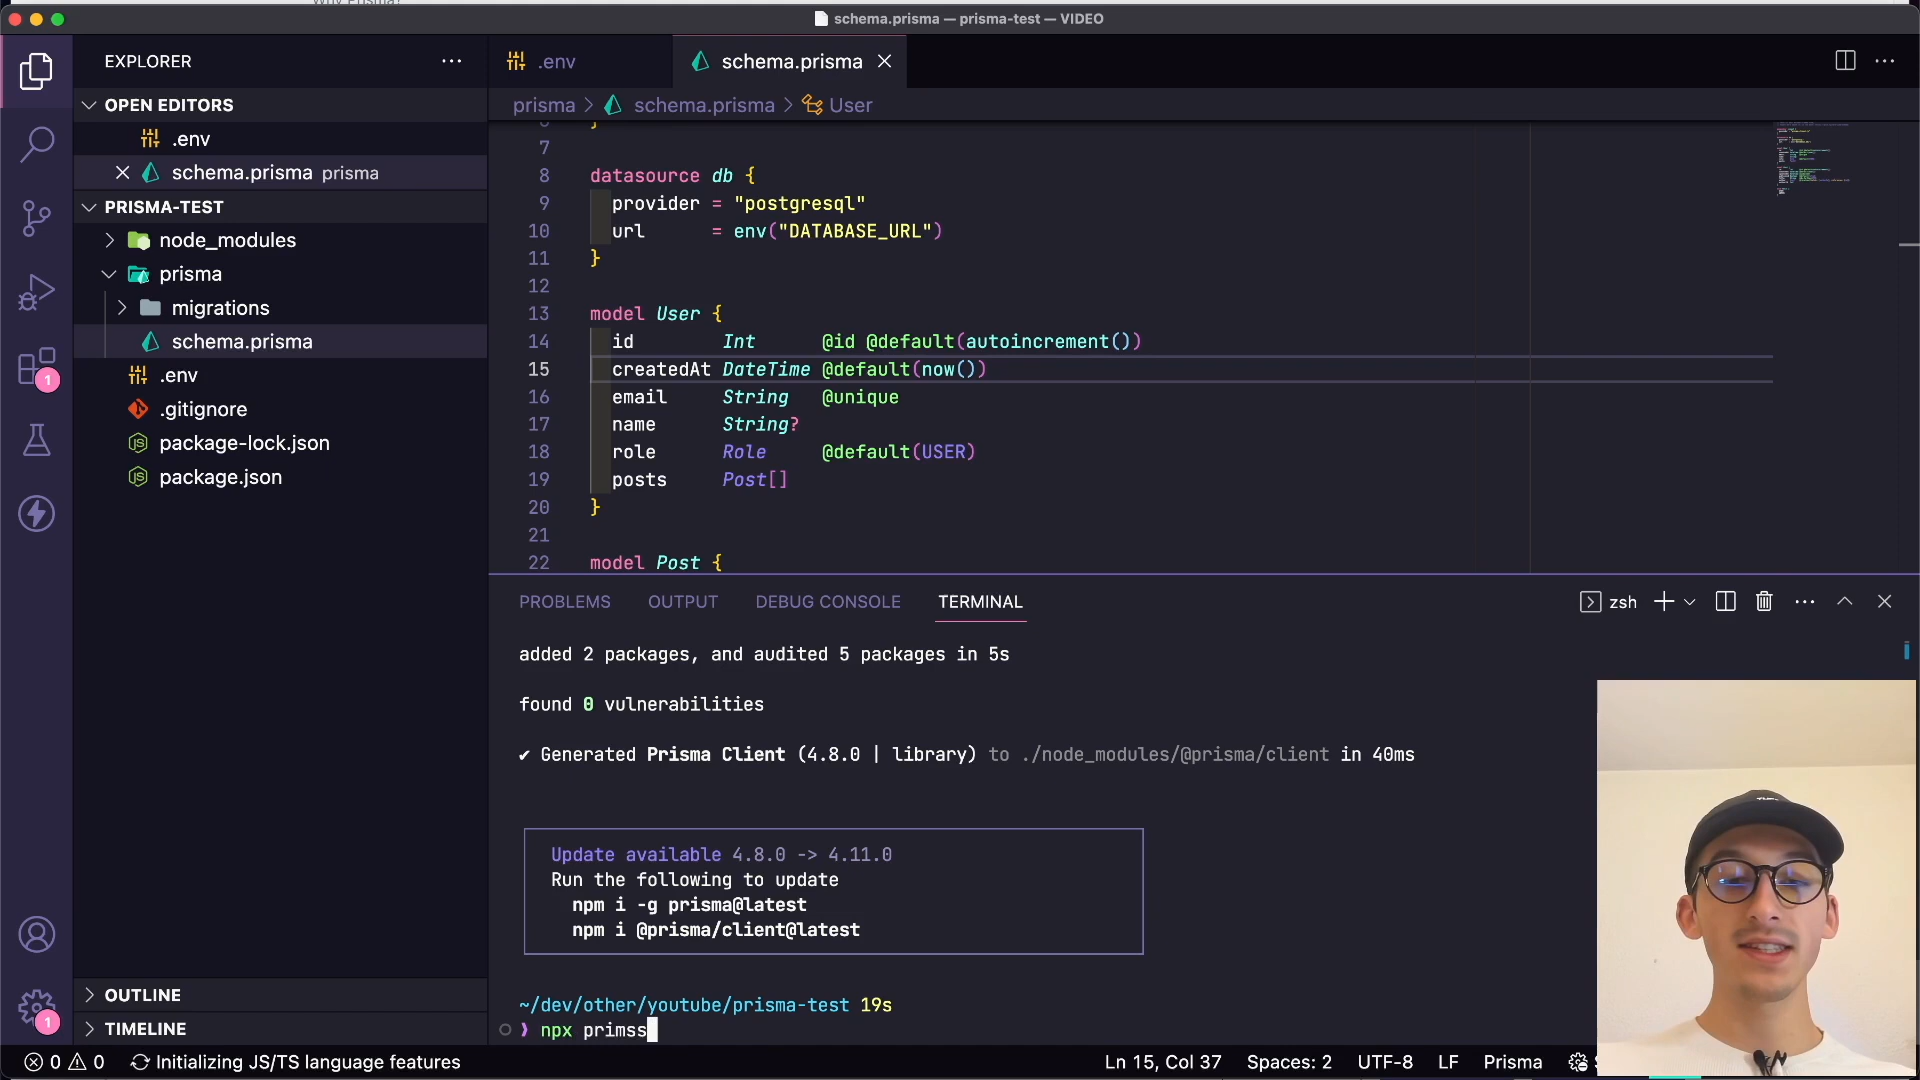 Why Prisma?
schema.prisma — prisma-test — VIDEO
EXPLORER
OPEN EDITORS
.env
schema.prisma prisma
PRISMA-TEST
node_modules
prisma
migrations
schema.prisma
.env
.gitignore
package-lock.json
package.json
OUTLINE
TIMELINE
.env
schema.prisma
prisma > schema.prisma > User
7
8 datasource db {
9 provider = "postgresql"
10 url = env("DATABASE_URL")
11 }
12
13 model User {
14 id Int @id @default(autoincrement())
15 createdAt DateTime @default(now())
16 email String @unique
17 name String?
18 role Role @default(USER)
19 posts Post[]
20 }
21
22 model Post {
PROBLEMS OUTPUT DEBUG CONSOLE TERMINAL
zsh
added 2 packages, and audited 5 packages in 5s
found 0 vulnerabilities
✔ Generated Prisma Client (4.8.0 | library) to ./node_modules/@prisma/client in 40ms
Update available 4.8.0 -> 4.11.0
Run the following to update
npm i -g prisma@latest
npm i @prisma/client@latest
~/dev/other/youtube/prisma-test 19s
❯ npx primss
1
1
0 0 Initializing JS/TS language features
Ln 15, Col 37 Spaces: 2 UTF-8 LF Prisma